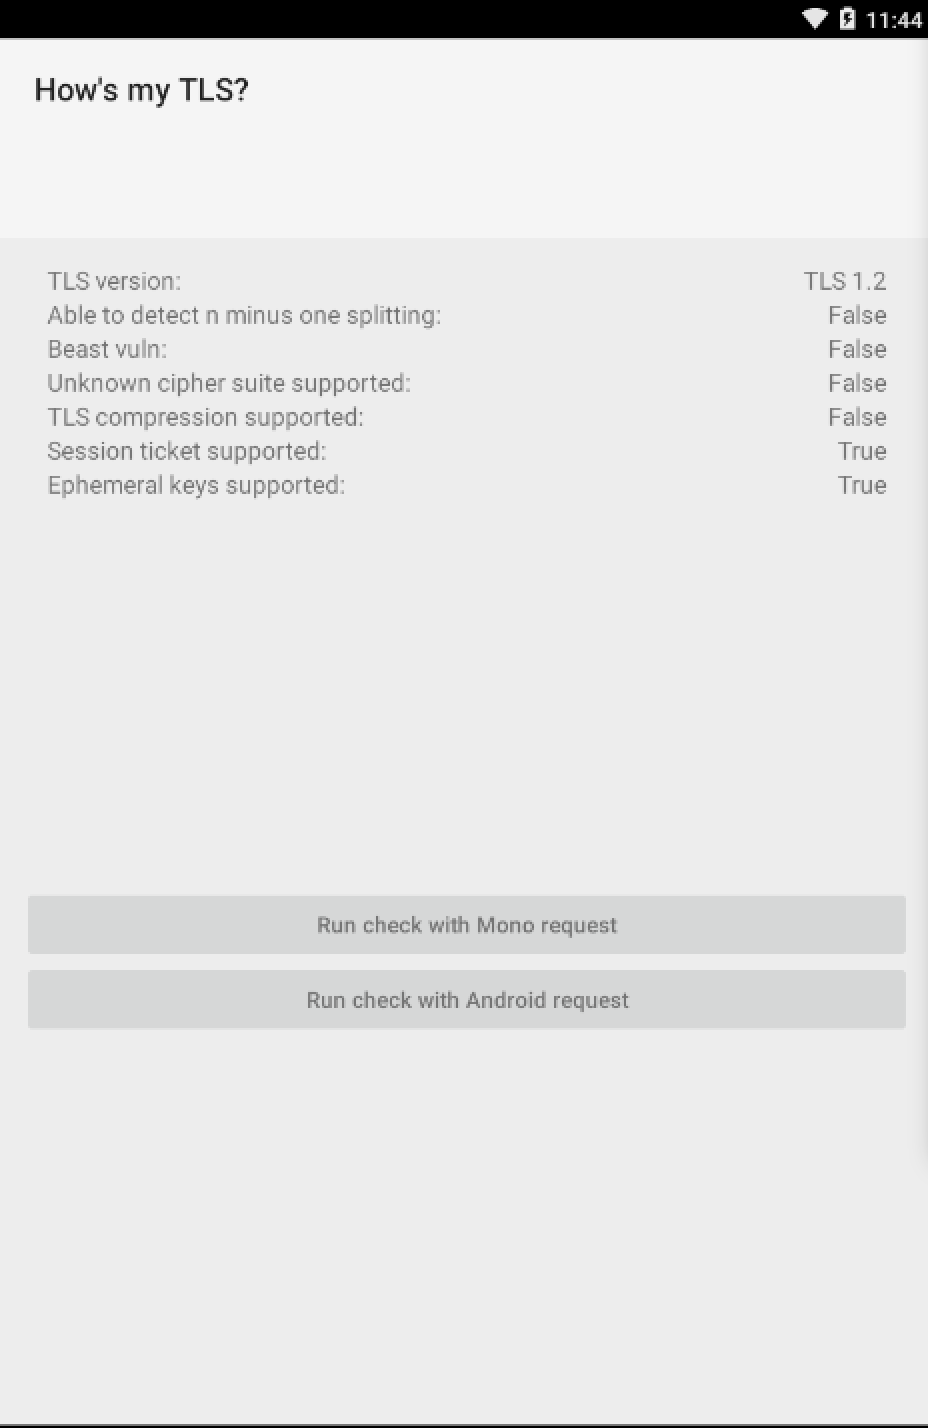 11:44
How's my TLS?
TLS version: TLS 1.2
Able to detect n minus one splitting: False
Beast vuln: False
Unknown cipher suite supported: False
TLS compression supported: False
Session ticket supported: True
Ephemeral keys supported: True
Run check with Mono request
Run check with Android request